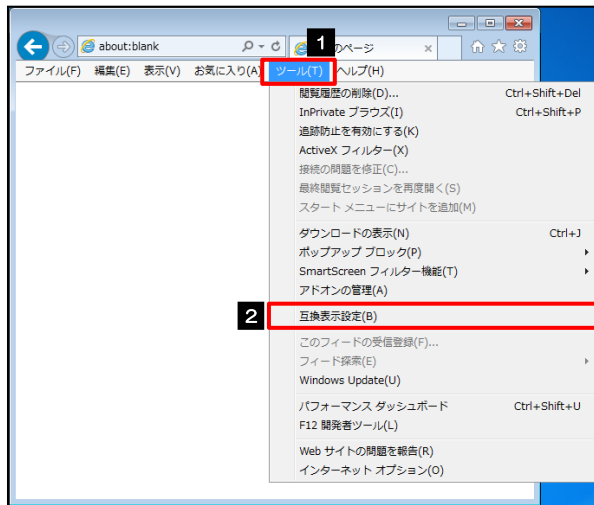 1
about:blank
のページ
ファイル(F) 編集(E) 表示(V) お気に入り(A) ツール(T) ヘルプ(H)
閲覧履歴の削除(D)... Ctrl+Shift+Del
InPrivate ブラウズ(I) Ctrl+Shift+P
追跡防止を有効にする(K)
ActiveX フィルター(X)
接続の問題を修正(C)...
最終閲覧セッションを再度開く(S)
スタート メニューにサイトを追加(M)
ダウンロードの表示(N) Ctrl+J
ポップアップ ブロック(P)
SmartScreen フィルター機能(T)
アドオンの管理(A)
2
互換表示設定(B)
このフィードの受信登録(F)...
フィード探索(E)
Windows Update(U)
パフォーマンス ダッシュボード Ctrl+Shift+U
F12 開発者ツール(L)
Web サイトの問題を報告(R)
インターネット オプション(O)